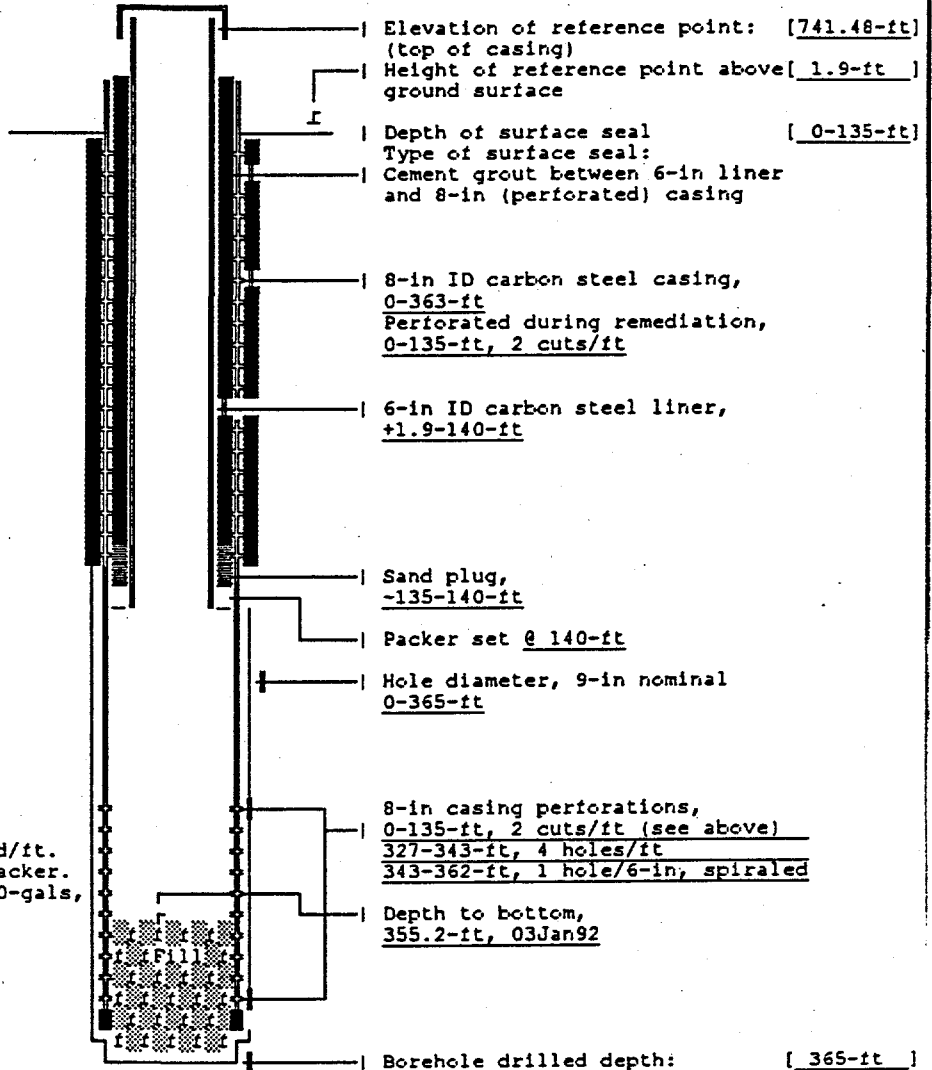 Elevation of reference point: [741.48-ft]
(top of casing)
Height of reference point above[ 1.9-ft ]
ground surface
Depth of surface seal [ 0-135-ft]
Type of surface seal:
Cement grout between 6-in liner
and 8-in (perforated) casing
8-in ID carbon steel casing,
0-363-ft
Perforated during remediation,
0-135-ft, 2 cuts/ft
6-in ID carbon steel liner,
+1.9-140-ft
Sand plug,
~135-140-ft
Packer set @ 140-ft
Hole diameter, 9-in nominal
0-365-ft
8-in casing perforations,
0-135-ft, 2 cuts/ft (see above)
327-343-ft, 4 holes/ft
343-362-ft, 1 hole/6-in, spiraled
d/ft.
acker.
0-gals,
Depth to bottom,
355.2-ft, 03Jan92
Fill
Borehole drilled depth: [ 365-ft ]